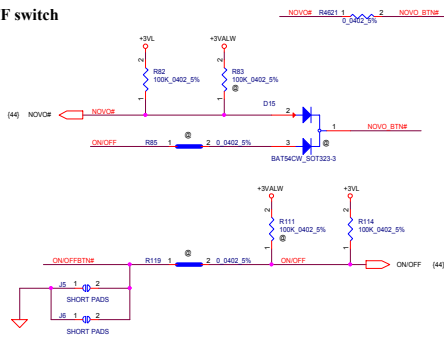 F switch
NOVO# R4621 1 2 NOVO_BTN#
0_0402_5%
+3VL +3VALW
2 2
R82 R83
100K_0402_5% 100K_0402_5%
@
1 1
D15
{44} NOVO# NOVO# 2
1 NOVO_BTN#
@
ON/OFF R85 1 2 0_0402_5% 3 @
BAT54CW_SOT323-3
+3VALW +3VL
2 2
R111 R114
100K_0402_5% 100K_0402_5%
@
1 1
@
ON/OFFBTN# R119 1 2 0_0402_5% ON/OFF ON/OFF {44}
J5 1 2
SHORT PADS
J6 1 2
SHORT PADS